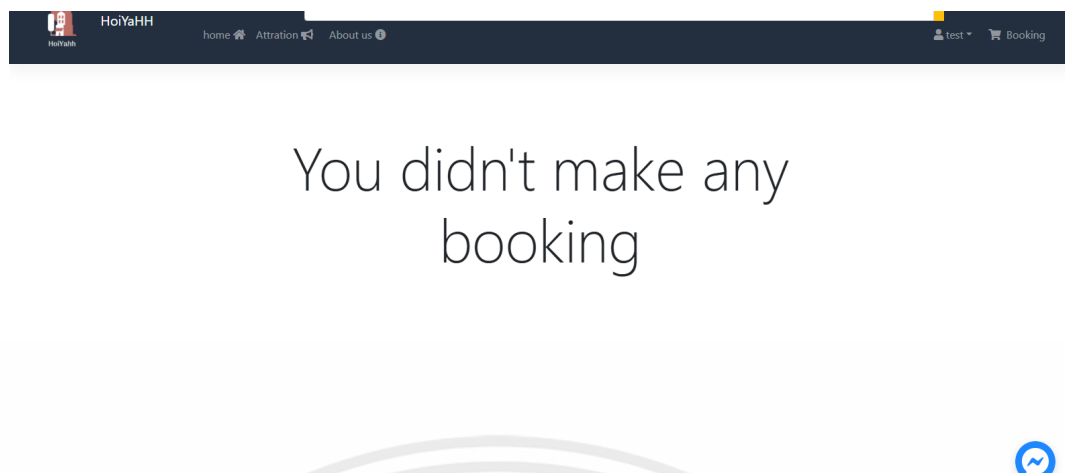 HoiYaHH
HoiYahh
home Attration About us
test Booking
You didn't make any
booking